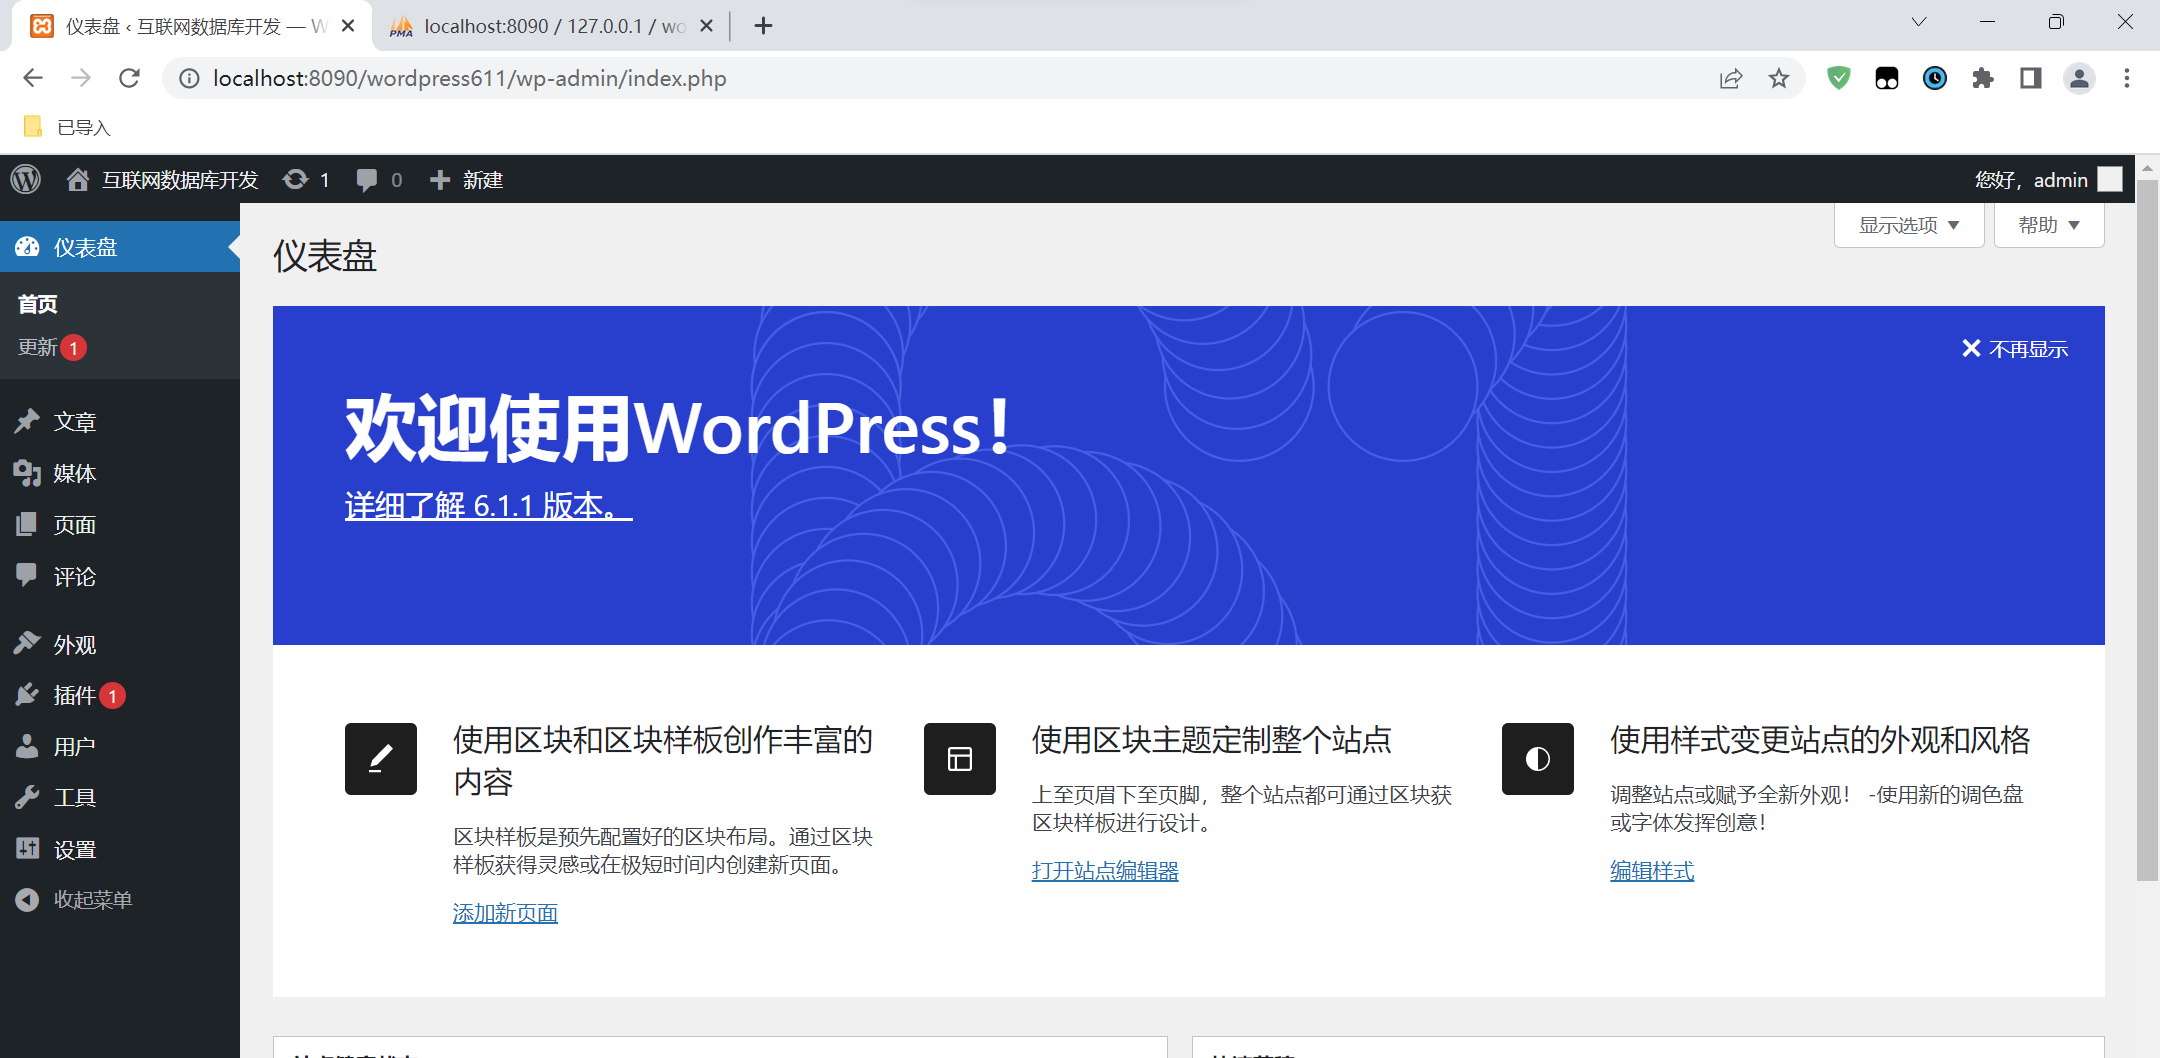 仪表盘 ‹ 互联网数据库开发 — W
localhost:8090 / 127.0.0.1 / wo
localhost:8090/wordpress611/wp-admin/index.php
已导入
互联网数据库开发 1 0 新建
您好，admin
显示选项 帮助
仪表盘
首页
更新 1
文章
媒体
页面
评论
外观
插件 1
用户
工具
设置
收起菜单
仪表盘
不再显示
欢迎使用WordPress！
详细了解 6.1.1 版本。
使用区块和区块样板创作丰富的
内容
区块样板是预先配置好的区块布局。通过区块
样板获得灵感或在极短时间内创建新页面。
添加新页面
使用区块主题定制整个站点
上至页眉下至页脚，整个站点都可通过区块获
区块样板进行设计。
打开站点编辑器
使用样式变更站点的外观和风格
调整站点或赋予全新外观！ -使用新的调色盘
或字体发挥创意！
编辑样式